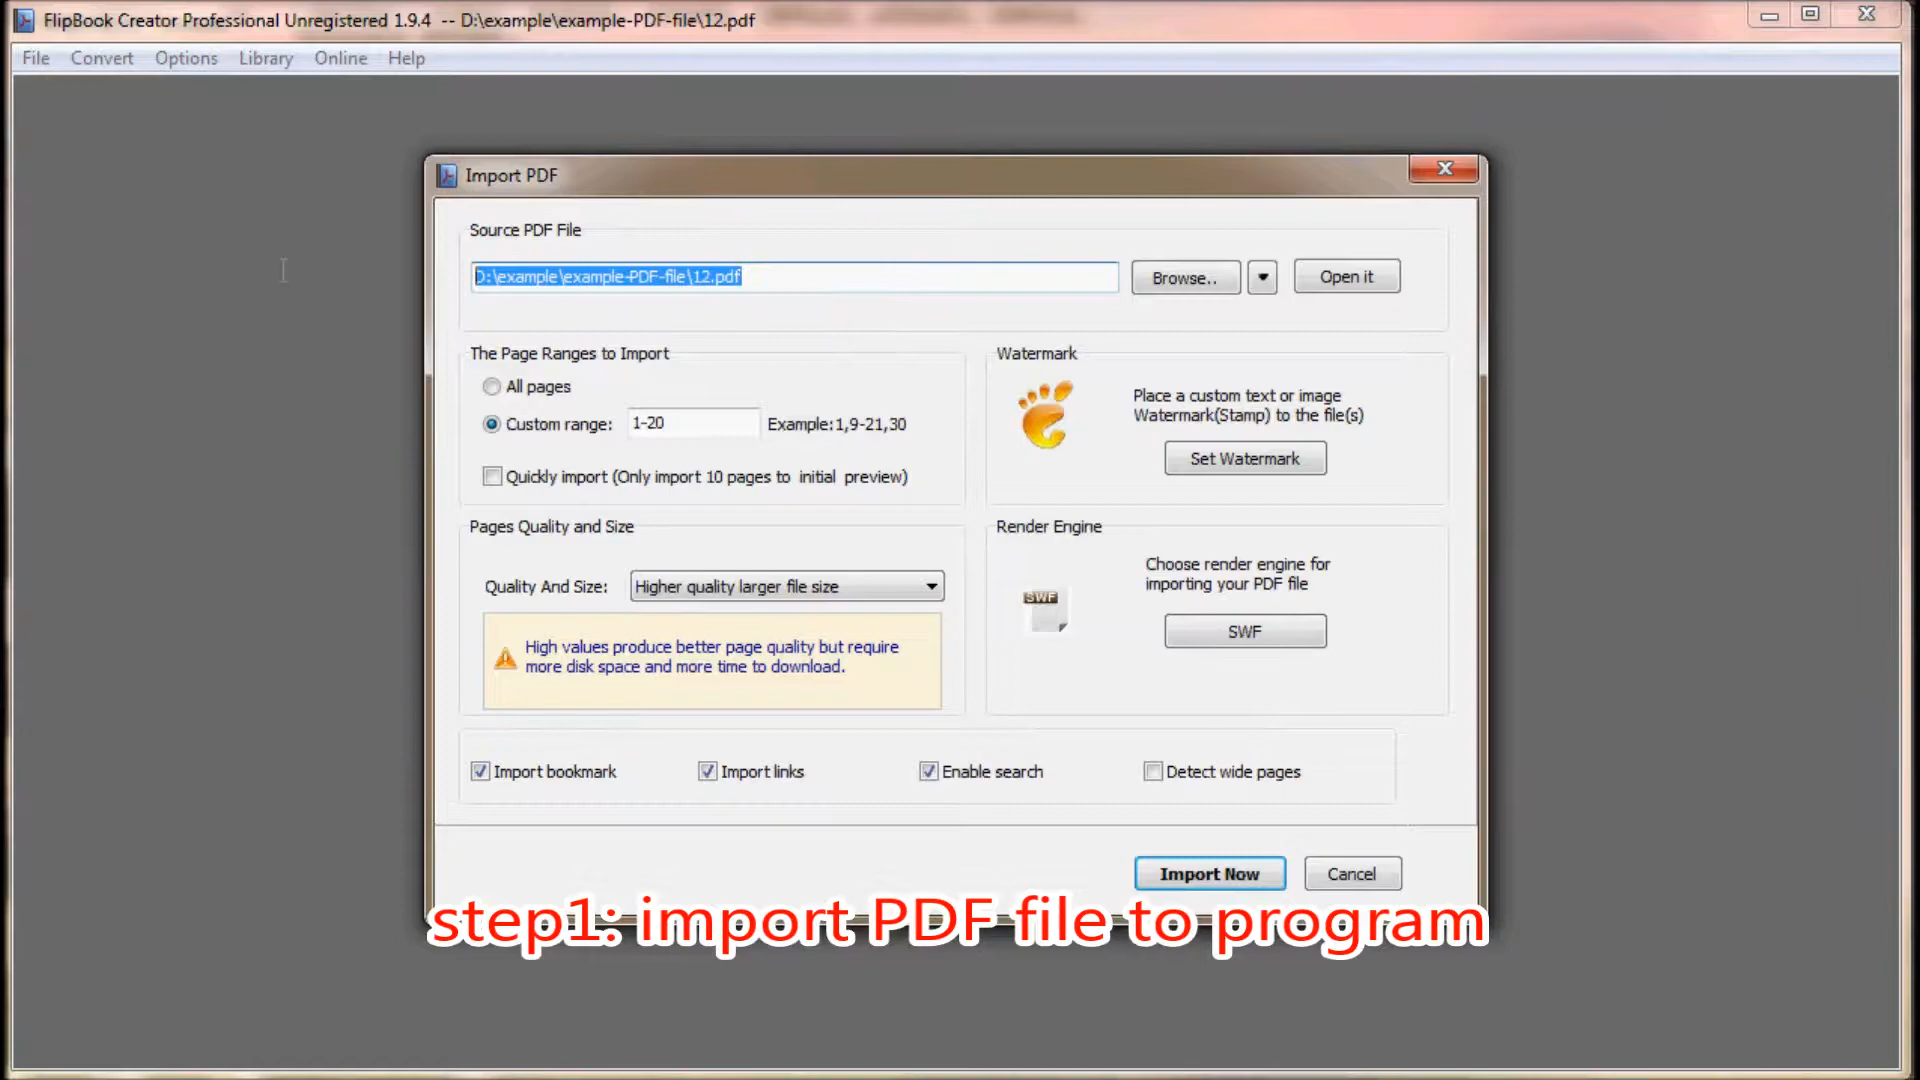 FlipBook Creator Professional Unregistered 1.9.4 -- D:\example\example-PDF-file\12.pdf
File Convert Options Library Online Help
Import PDF
Source PDF File
D:\example\example-PDF-file\12.pdf Browse.. Open it
The Page Ranges to Import
All pages
Custom range: 1-20 Example:1,9-21,30
Quickly import (Only import 10 pages to initial preview)
Watermark
Place a custom text or image
Watermark(Stamp) to the file(s)
Set Watermark
Pages Quality and Size
Quality And Size: Higher quality larger file size
High values produce better page quality but require
more disk space and more time to download.
Render Engine
Choose render engine for
importing your PDF file
SWF
SWF
Import bookmark Import links Enable search Detect wide pages
Import Now Cancel
step1: import PDF file to program